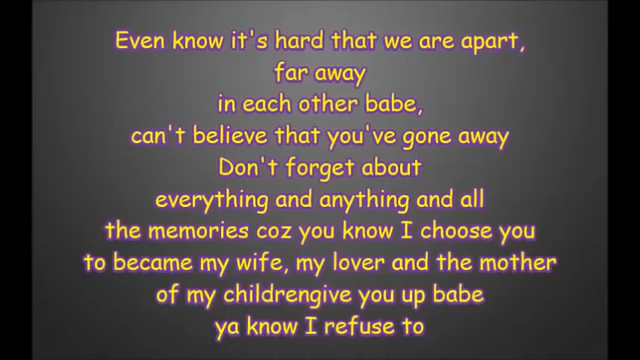 Even know it's hard that we are apart,
far away
in each other babe,
can't believe that you've gone away
Don't forget about
everything and anything and all
the memories coz you know I choose you
to became my wife, my lover and the mother
of my childrengive you up babe
ya know I refuse to